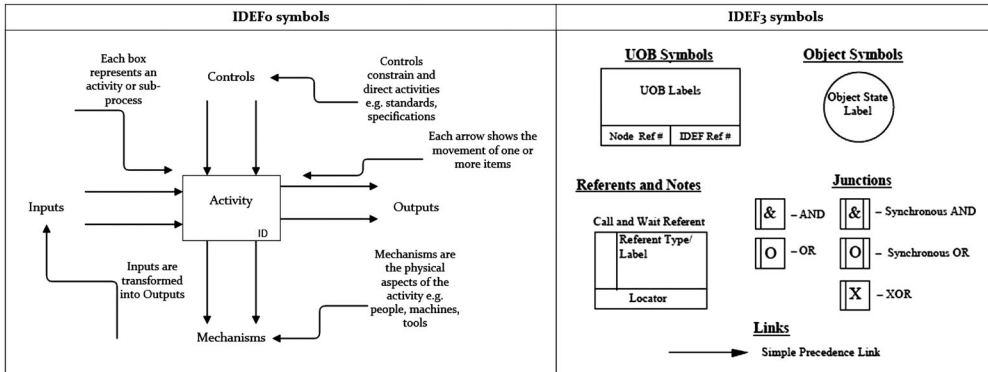 IDEF0 symbols
Each box
represents an
activity or sub-
process
Controls
Controls
constrain and
direct activities
e.g. standards,
specifications
Each arrow shows the
movement of one or
more items
Inputs
Activity
ID
Outputs
Inputs are
transformed
into Outputs
Mechanisms are
the physical
aspects of the
activity e.g.
people, machines,
tools
Mechanisms
IDEF3 symbols
UOB Symbols
UOB Labels
Node Ref #
IDEF Ref #
Object Symbols
Object State
Label
Referents and Notes
Call and Wait Referent
Referent Type/
Label
Locator
Junctions
& – AND
& – Synchronous AND
O – OR
O – Synchronous OR
X – XOR
Links
Simple Precedence Link